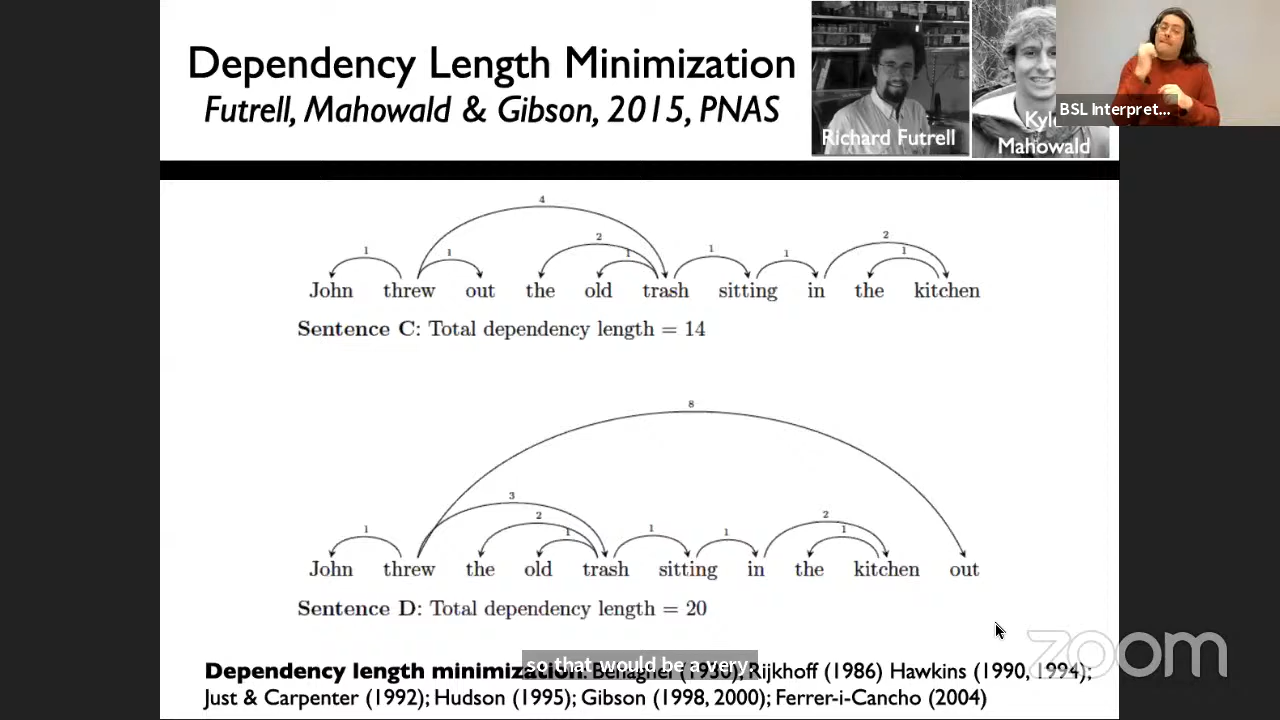 Dependency Length Minimization
Futrell, Mahowald & Gibson, 2015, PNAS
Richard Futrell
Kyle
Mahowald
BSL Interpret...
4
1 1 2 1 1 1 2 1
John threw out the old trash sitting in the kitchen
Sentence C: Total dependency length = 14
8
3
1 2 1 1 1 2 1
John threw the old trash sitting in the kitchen out
Sentence D: Total dependency length = 20
zoom
so that would be a very.
Dependency length minimization: (1930); Rijkhoff (1986) Hawkins (1990, 1994);
Just & Carpenter (1992); Hudson (1995); Gibson (1998, 2000); Ferrer-i-Cancho (2004)